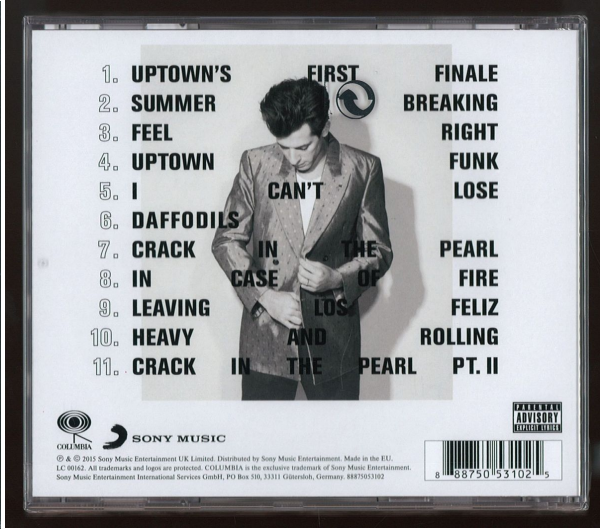 1. UPTOWN'S FIRST FINALE
2. SUMMER BREAKING
3. FEEL RIGHT
4. UPTOWN FUNK
5. I CAN'T LOSE
6. DAFFODILS
7. CRACK IN THE PEARL
8. IN CASE OF FIRE
9. LEAVING LOS FELIZ
10. HEAVY AND ROLLING
11. CRACK IN THE PEARL PT. II
COLUMBIA
SONY MUSIC
PARENTAL
ADVISORY
EXPLICIT LYRICS
℗ & © 2015 Sony Music Entertainment UK Limited. Distributed by Sony Music Entertainment. Made in the EU.
LC 00162. All trademarks and logos are protected. COLUMBIA is the exclusive trademark of Sony Music Entertainment.
Sony Music Entertainment International Services GmbH, PO Box 510, 33311 Gütersloh, Germany. 88875053102
8 88750 53102 5